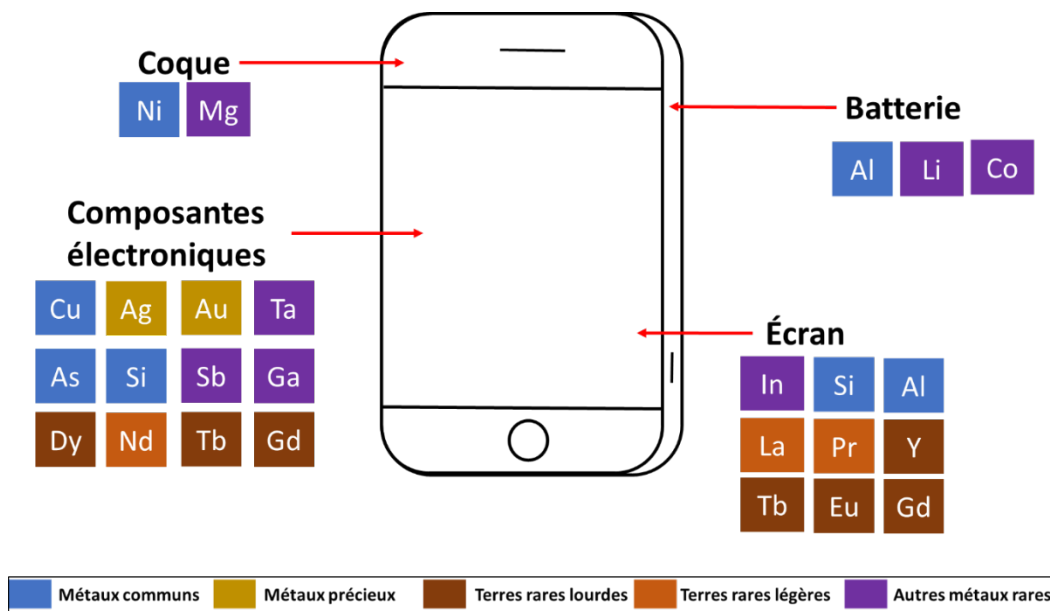 Coque
Ni Mg
Batterie
Al Li Co
Composantes
électroniques
Cu Ag Au Ta
As Si Sb Ga
Dy Nd Tb Gd
Écran
In Si Al
La Pr Y
Tb Eu Gd
Métaux communs Métaux précieux Terres rares lourdes Terres rares légères Autres métaux rares